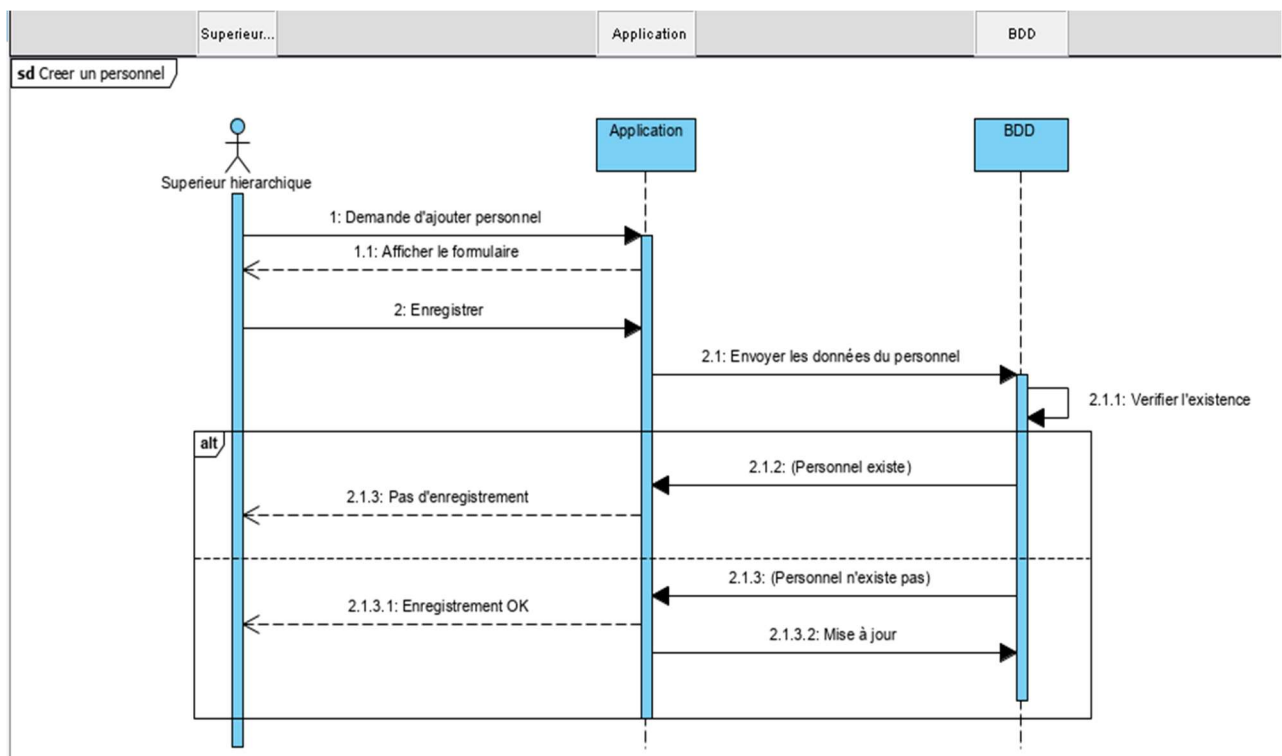 Superieur...
Application
BDD
sd Creer un personnel
Application
BDD
Superieur hierarchique
1: Demande d'ajouter personnel
1.1: Afficher le formulaire
2: Enregistrer
2.1: Envoyer les données du personnel
2.1.1: Verifier l'existence
alt
2.1.2: (Personnel existe)
2.1.3: Pas d'enregistrement
2.1.3: (Personnel n'existe pas)
2.1.3.1: Enregistrement OK
2.1.3.2: Mise à jour